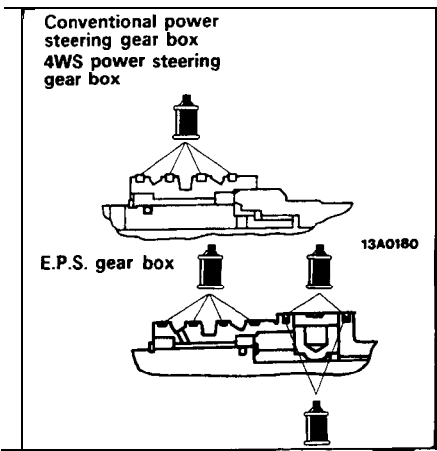 Conventional power
steering gear box
4WS power steering
gear box
13A0180
E.P.S. gear box